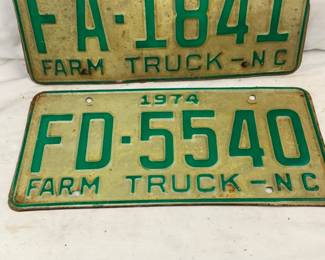 FA-1841
FARM TRUCK-NC
1974
FD-5540
FARM TRUCK-NC